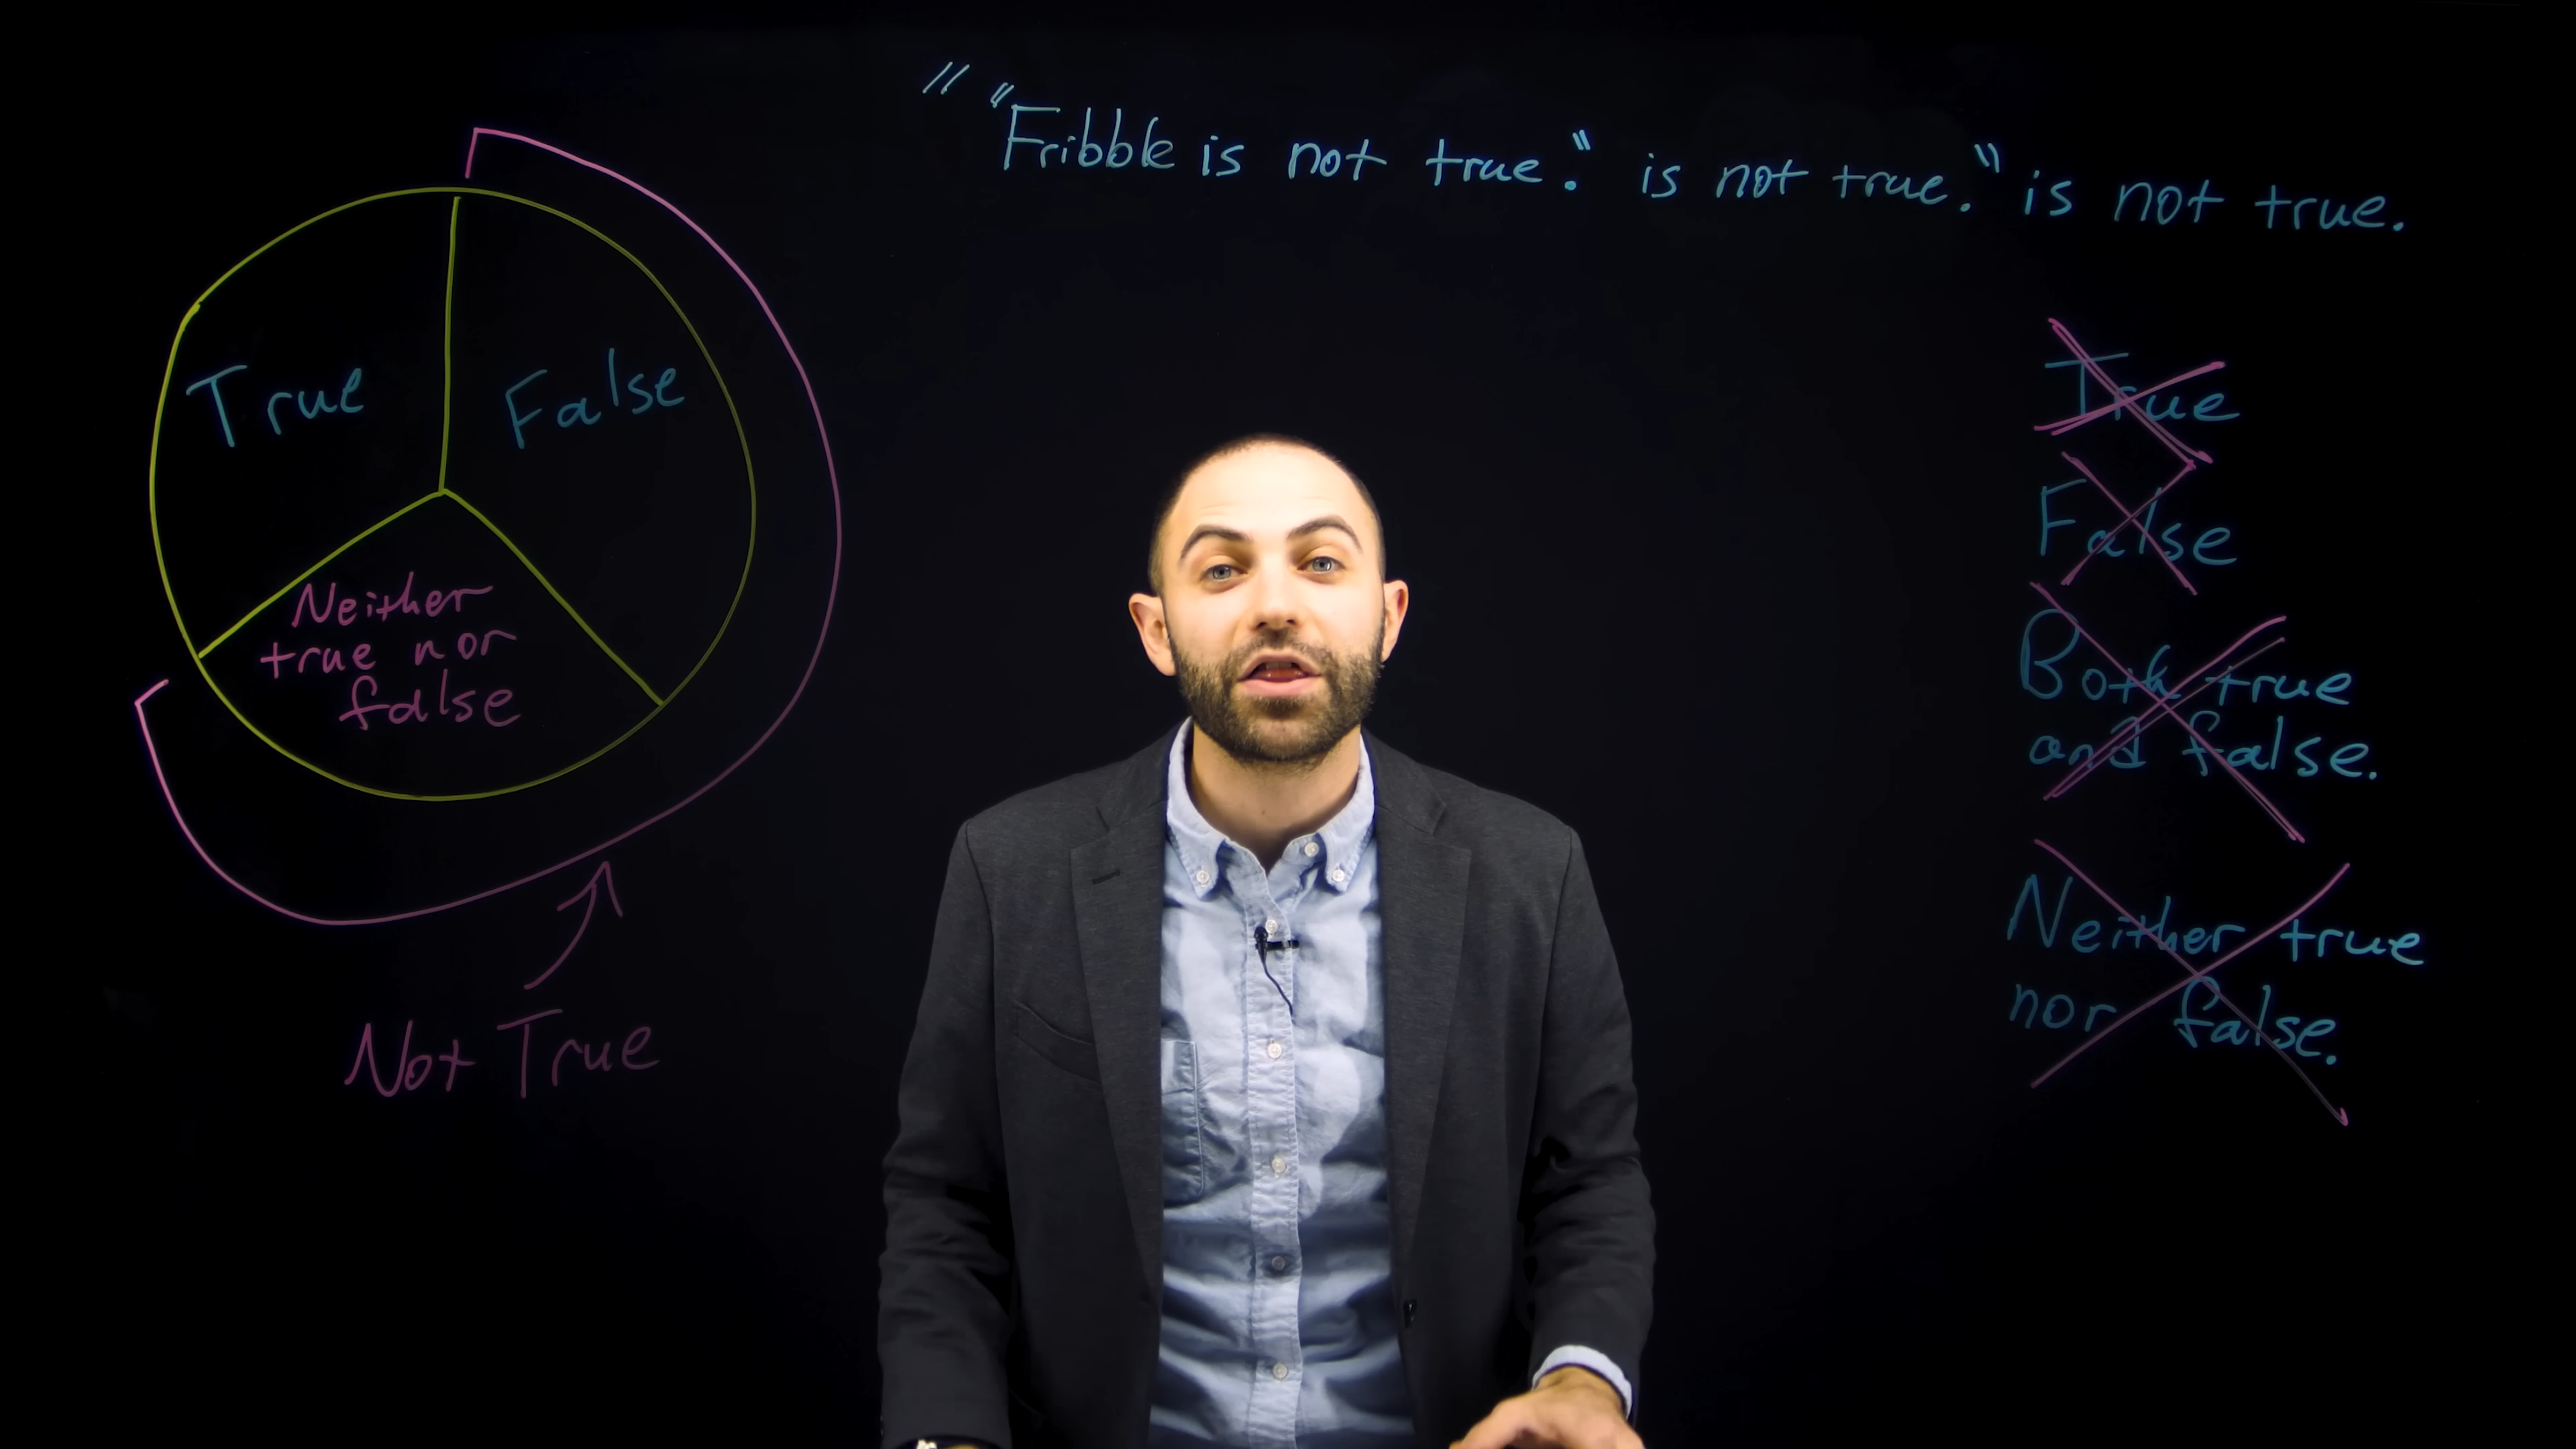 " "Fribble is not true." is not true." is not true.
True
False
Neither
true nor
false
Not True
True
False
Both true
and false.
Neither true
nor false.